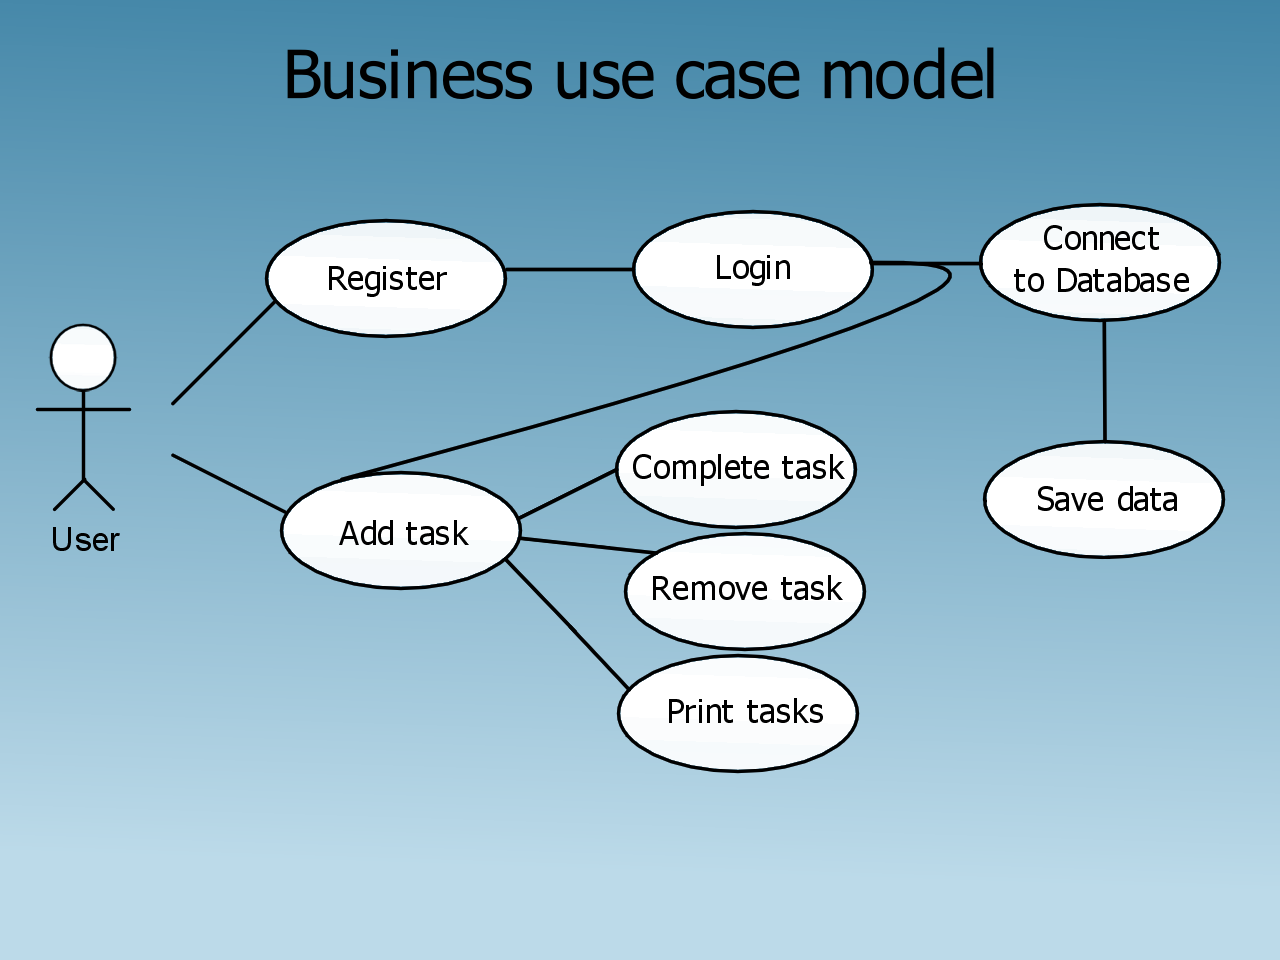 Business use case model
Register
Login
Connect
to Database
User
Add task
Complete task
Remove task
Print tasks
Save data